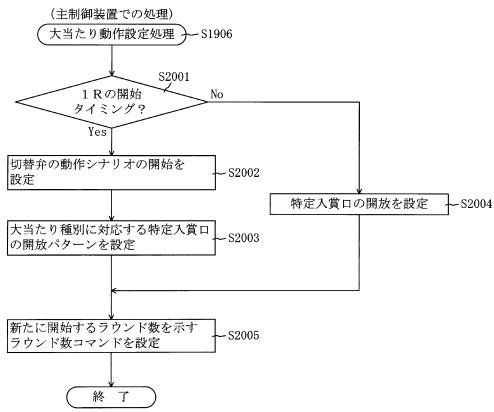 (主制御装置での処理)
大当たり動作設定処理
S1906
S2001
1Rの開始
タイミング?
No
Yes
切替弁の動作シナリオの開始を
設定
S2002
特定入賞口の開放を設定
S2004
大当たり種別に対応する特定入賞口
の開放パターンを設定
S2003
新たに開始するラウンド数を示す
ラウンド数コマンドを設定
S2005
終 了